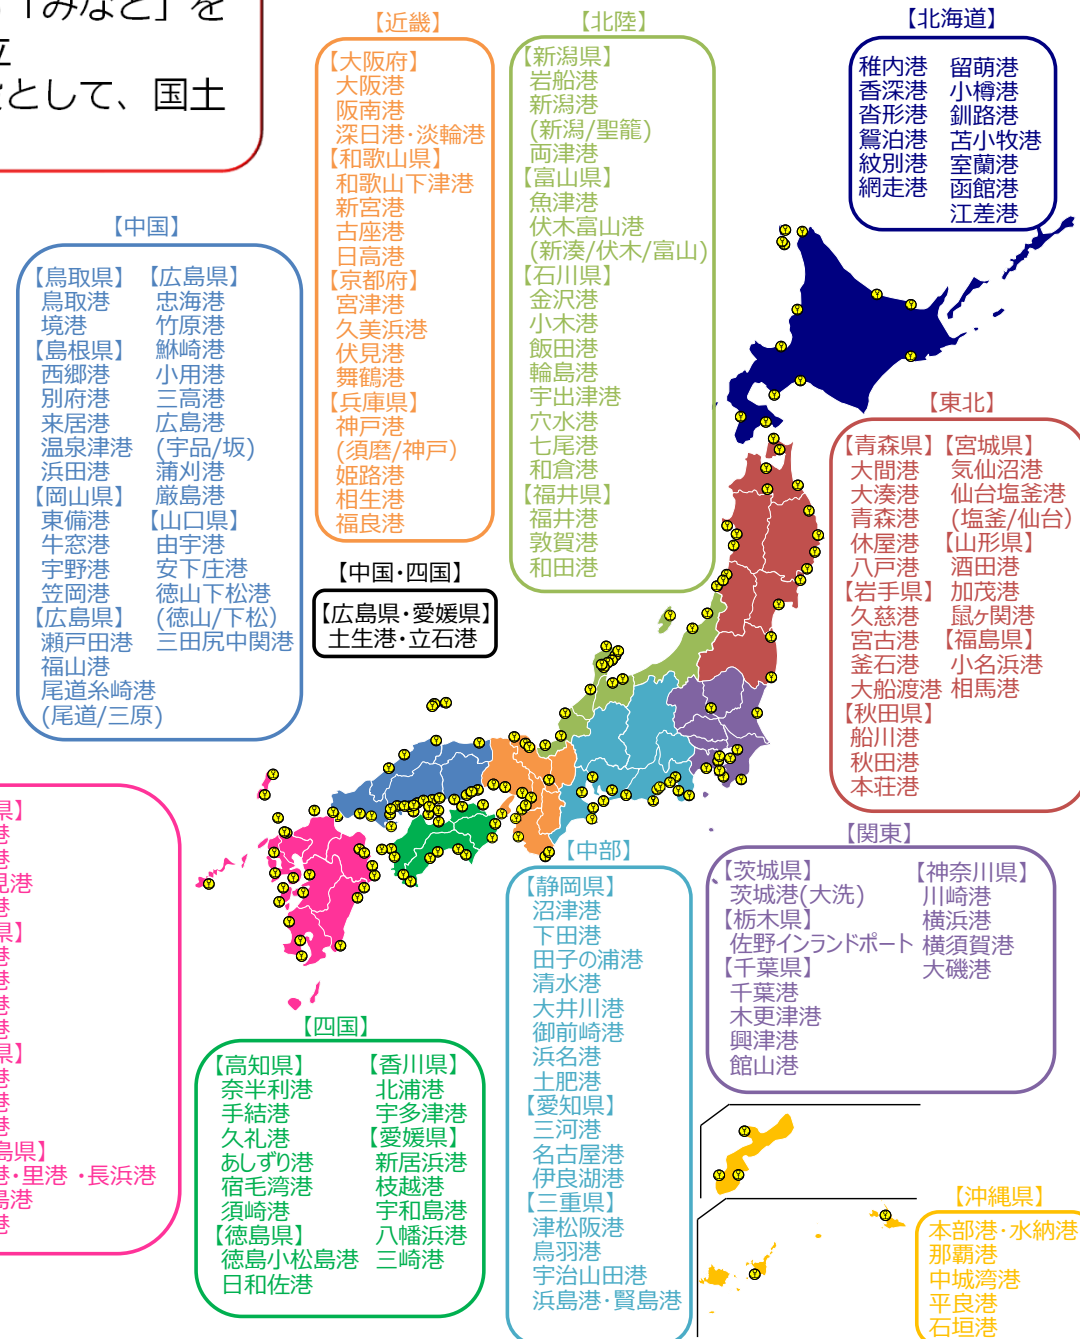 「みなと」を
立
として、国土
【近畿】
【大阪府】
大阪港
阪南港
深日港・淡輪港
【和歌山県】
和歌山下津港
新宮港
古座港
日高港
【京都府】
宮津港
久美浜港
伏見港
舞鶴港
【兵庫県】
神戸港
(須磨/神戸)
姫路港
相生港
福良港
【北陸】
【新潟県】
岩船港
新潟港
(新潟/聖籠)
両津港
【富山県】
魚津港
伏木富山港
(新湊/伏木/富山)
【石川県】
金沢港
小木港
飯田港
輪島港
宇出津港
穴水港
七尾港
和倉港
【福井県】
福井港
敦賀港
和田港
【北海道】
稚内港
香深港
沓形港
鴛泊港
紋別港
網走港
留萌港
小樽港
釧路港
苫小牧港
室蘭港
函館港
江差港
【中国】
【鳥取県】
鳥取港
境港
【島根県】
西郷港
別府港
来居港
温泉津港
浜田港
【岡山県】
東備港
牛窓港
宇野港
笠岡港
【広島県】
瀬戸田港
福山港
尾道糸崎港
(尾道/三原)
【広島県】
忠海港
竹原港
鮴崎港
小用港
三高港
広島港
(宇品/坂)
蒲刈港
厳島港
【山口県】
由宇港
安下庄港
徳山下松港
(徳山/下松)
三田尻中関港
【中国・四国】
【広島県・愛媛県】
土生港・立石港
【東北】
【青森県】
大間港
大湊港
青森港
休屋港
八戸港
【岩手県】
久慈港
宮古港
釜石港
大船渡港
【秋田県】
船川港
秋田港
本荘港
【宮城県】
気仙沼港
仙台塩釜港
(塩釜/仙台)
【山形県】
酒田港
加茂港
鼠ヶ関港
【福島県】
小名浜港
相馬港
県】
港
港
見港
港
県】
港
港
港
港
県】
港
港
港
島県】
港・里港・長浜港
島港
港
【四国】
【高知県】
奈半利港
手結港
久礼港
あしずり港
宿毛湾港
須崎港
【徳島県】
徳島小松島港
日和佐港
【香川県】
北浦港
宇多津港
【愛媛県】
新居浜港
枝越港
宇和島港
八幡浜港
三崎港
【中部】
【静岡県】
沼津港
下田港
田子の浦港
清水港
大井川港
御前崎港
浜名港
土肥港
【愛知県】
三河港
名古屋港
伊良湖港
【三重県】
津松阪港
鳥羽港
宇治山田港
浜島港・賢島港
【関東】
【茨城県】
茨城港(大洗)
【栃木県】
佐野インランドポート
【千葉県】
千葉港
木更津港
興津港
館山港
【神奈川県】
川崎港
横浜港
横須賀港
大磯港
【沖縄県】
本部港・水納港
那覇港
中城湾港
平良港
石垣港